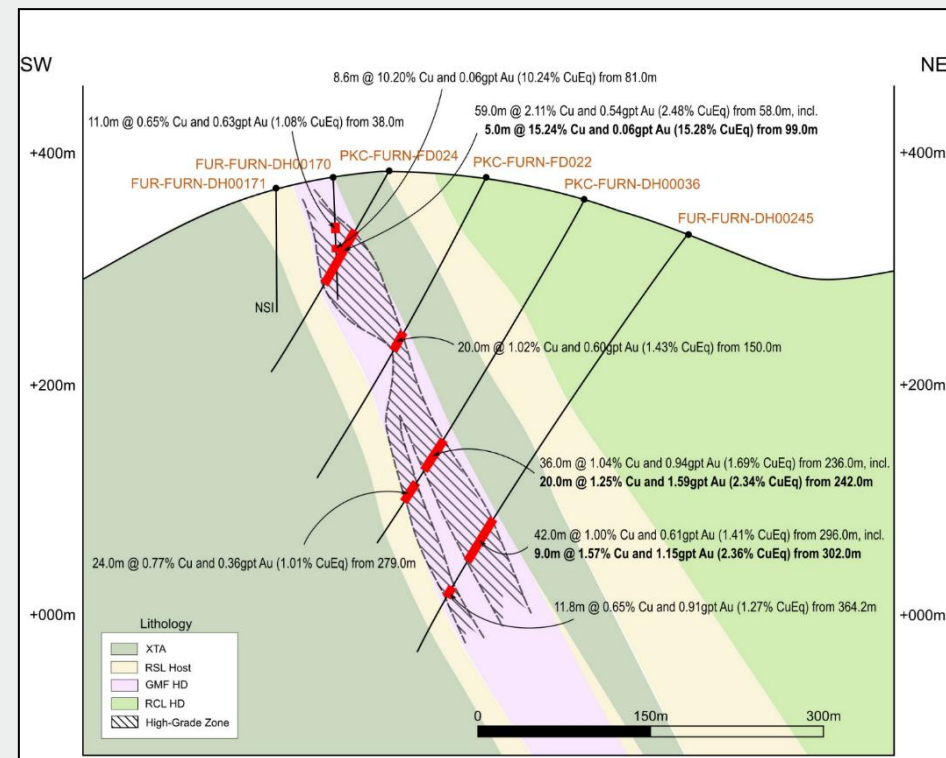 SW
NE
8.6m @ 10.20% Cu and 0.06gpt Au (10.24% CuEq) from 81.0m
59.0m @ 2.11% Cu and 0.54gpt Au (2.48% CuEq) from 58.0m, incl.
5.0m @ 15.24% Cu and 0.06gpt Au (15.28% CuEq) from 99.0m
11.0m @ 0.65% Cu and 0.63gpt Au (1.08% CuEq) from 38.0m
+400m
+400m
FUR-FURN-DH00170
PKC-FURN-FD024
PKC-FURN-FD022
FUR-FURN-DH00171
PKC-FURN-DH00036
FUR-FURN-DH00245
NSI
20.0m @ 1.02% Cu and 0.60gpt Au (1.43% CuEq) from 150.0m
+200m
+200m
36.0m @ 1.04% Cu and 0.94gpt Au (1.69% CuEq) from 236.0m, incl.
20.0m @ 1.25% Cu and 1.59gpt Au (2.34% CuEq) from 242.0m
42.0m @ 1.00% Cu and 0.61gpt Au (1.41% CuEq) from 296.0m, incl.
9.0m @ 1.57% Cu and 1.15gpt Au (2.36% CuEq) from 302.0m
24.0m @ 0.77% Cu and 0.36gpt Au (1.01% CuEq) from 279.0m
11.8m @ 0.65% Cu and 0.91gpt Au (1.27% CuEq) from 364.2m
+000m
+000m
Lithology
XTA
RSL Host
GMF HD
RCL HD
High-Grade Zone
0 150m 300m